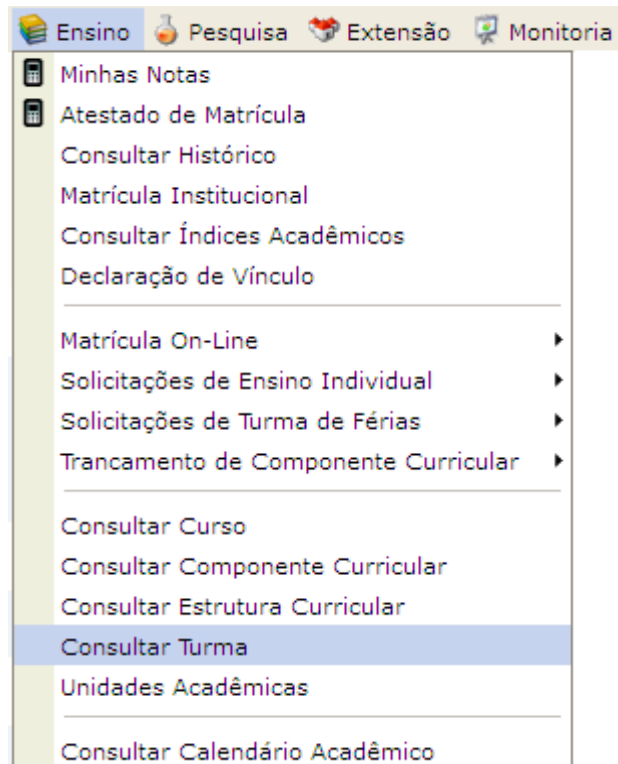 Ensino Pesquisa Extensão Monitoria
Minhas Notas
Atestado de Matrícula
Consultar Histórico
Matrícula Institucional
Consultar Índices Acadêmicos
Declaração de Vínculo
Matrícula On-Line
Solicitações de Ensino Individual
Solicitações de Turma de Férias
Trancamento de Componente Curricular
Consultar Curso
Consultar Componente Curricular
Consultar Estrutura Curricular
Consultar Turma
Unidades Acadêmicas
Consultar Calendário Acadêmico